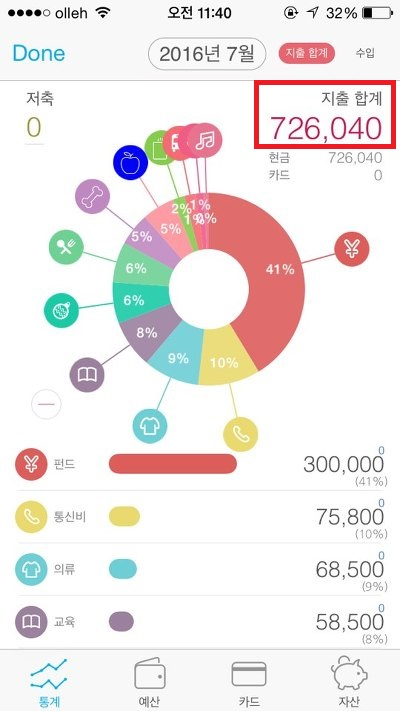 olleh 오전 11:40 32%
Done 2016년 7월 지출 합계 수입
저축 지출 합계
0 726,040
현금 726,040
카드 0
41%
10%
9%
8%
6%
6%
5%
5%
2%
1%
1%
펀드 0 300,000 (41%)
통신비 0 75,800 (10%)
의류 0 68,500 (9%)
교육 0 58,500 (8%)
통계 예산 카드 자산